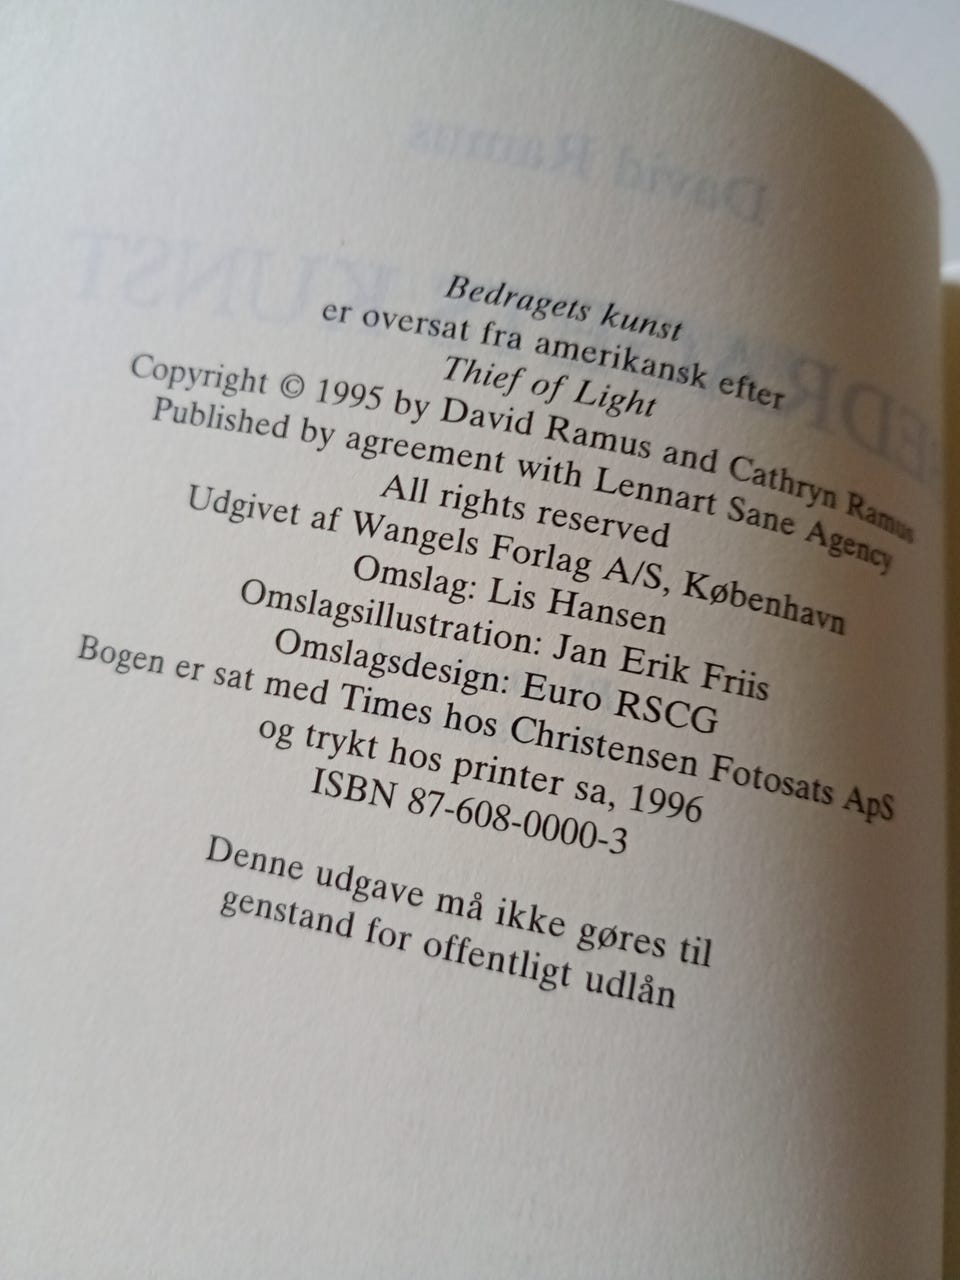 David Ramus
KUNST
Bedragets kunst
er oversat fra amerikansk efter
Thief of Light
Copyright © 1995 by David Ramus and Cathryn Ramus
Published by agreement with Lennart Sane Agency
All rights reserved
Udgivet af Wangels Forlag A/S, København
Omslag: Lis Hansen
Omslagsillustration: Jan Erik Friis
Omslagsdesign: Euro RSCG
Bogen er sat med Times hos Christensen Fotosats ApS
og trykt hos printer sa, 1996
ISBN 87-608-0000-3
Denne udgave må ikke gøres til
genstand for offentligt udlån